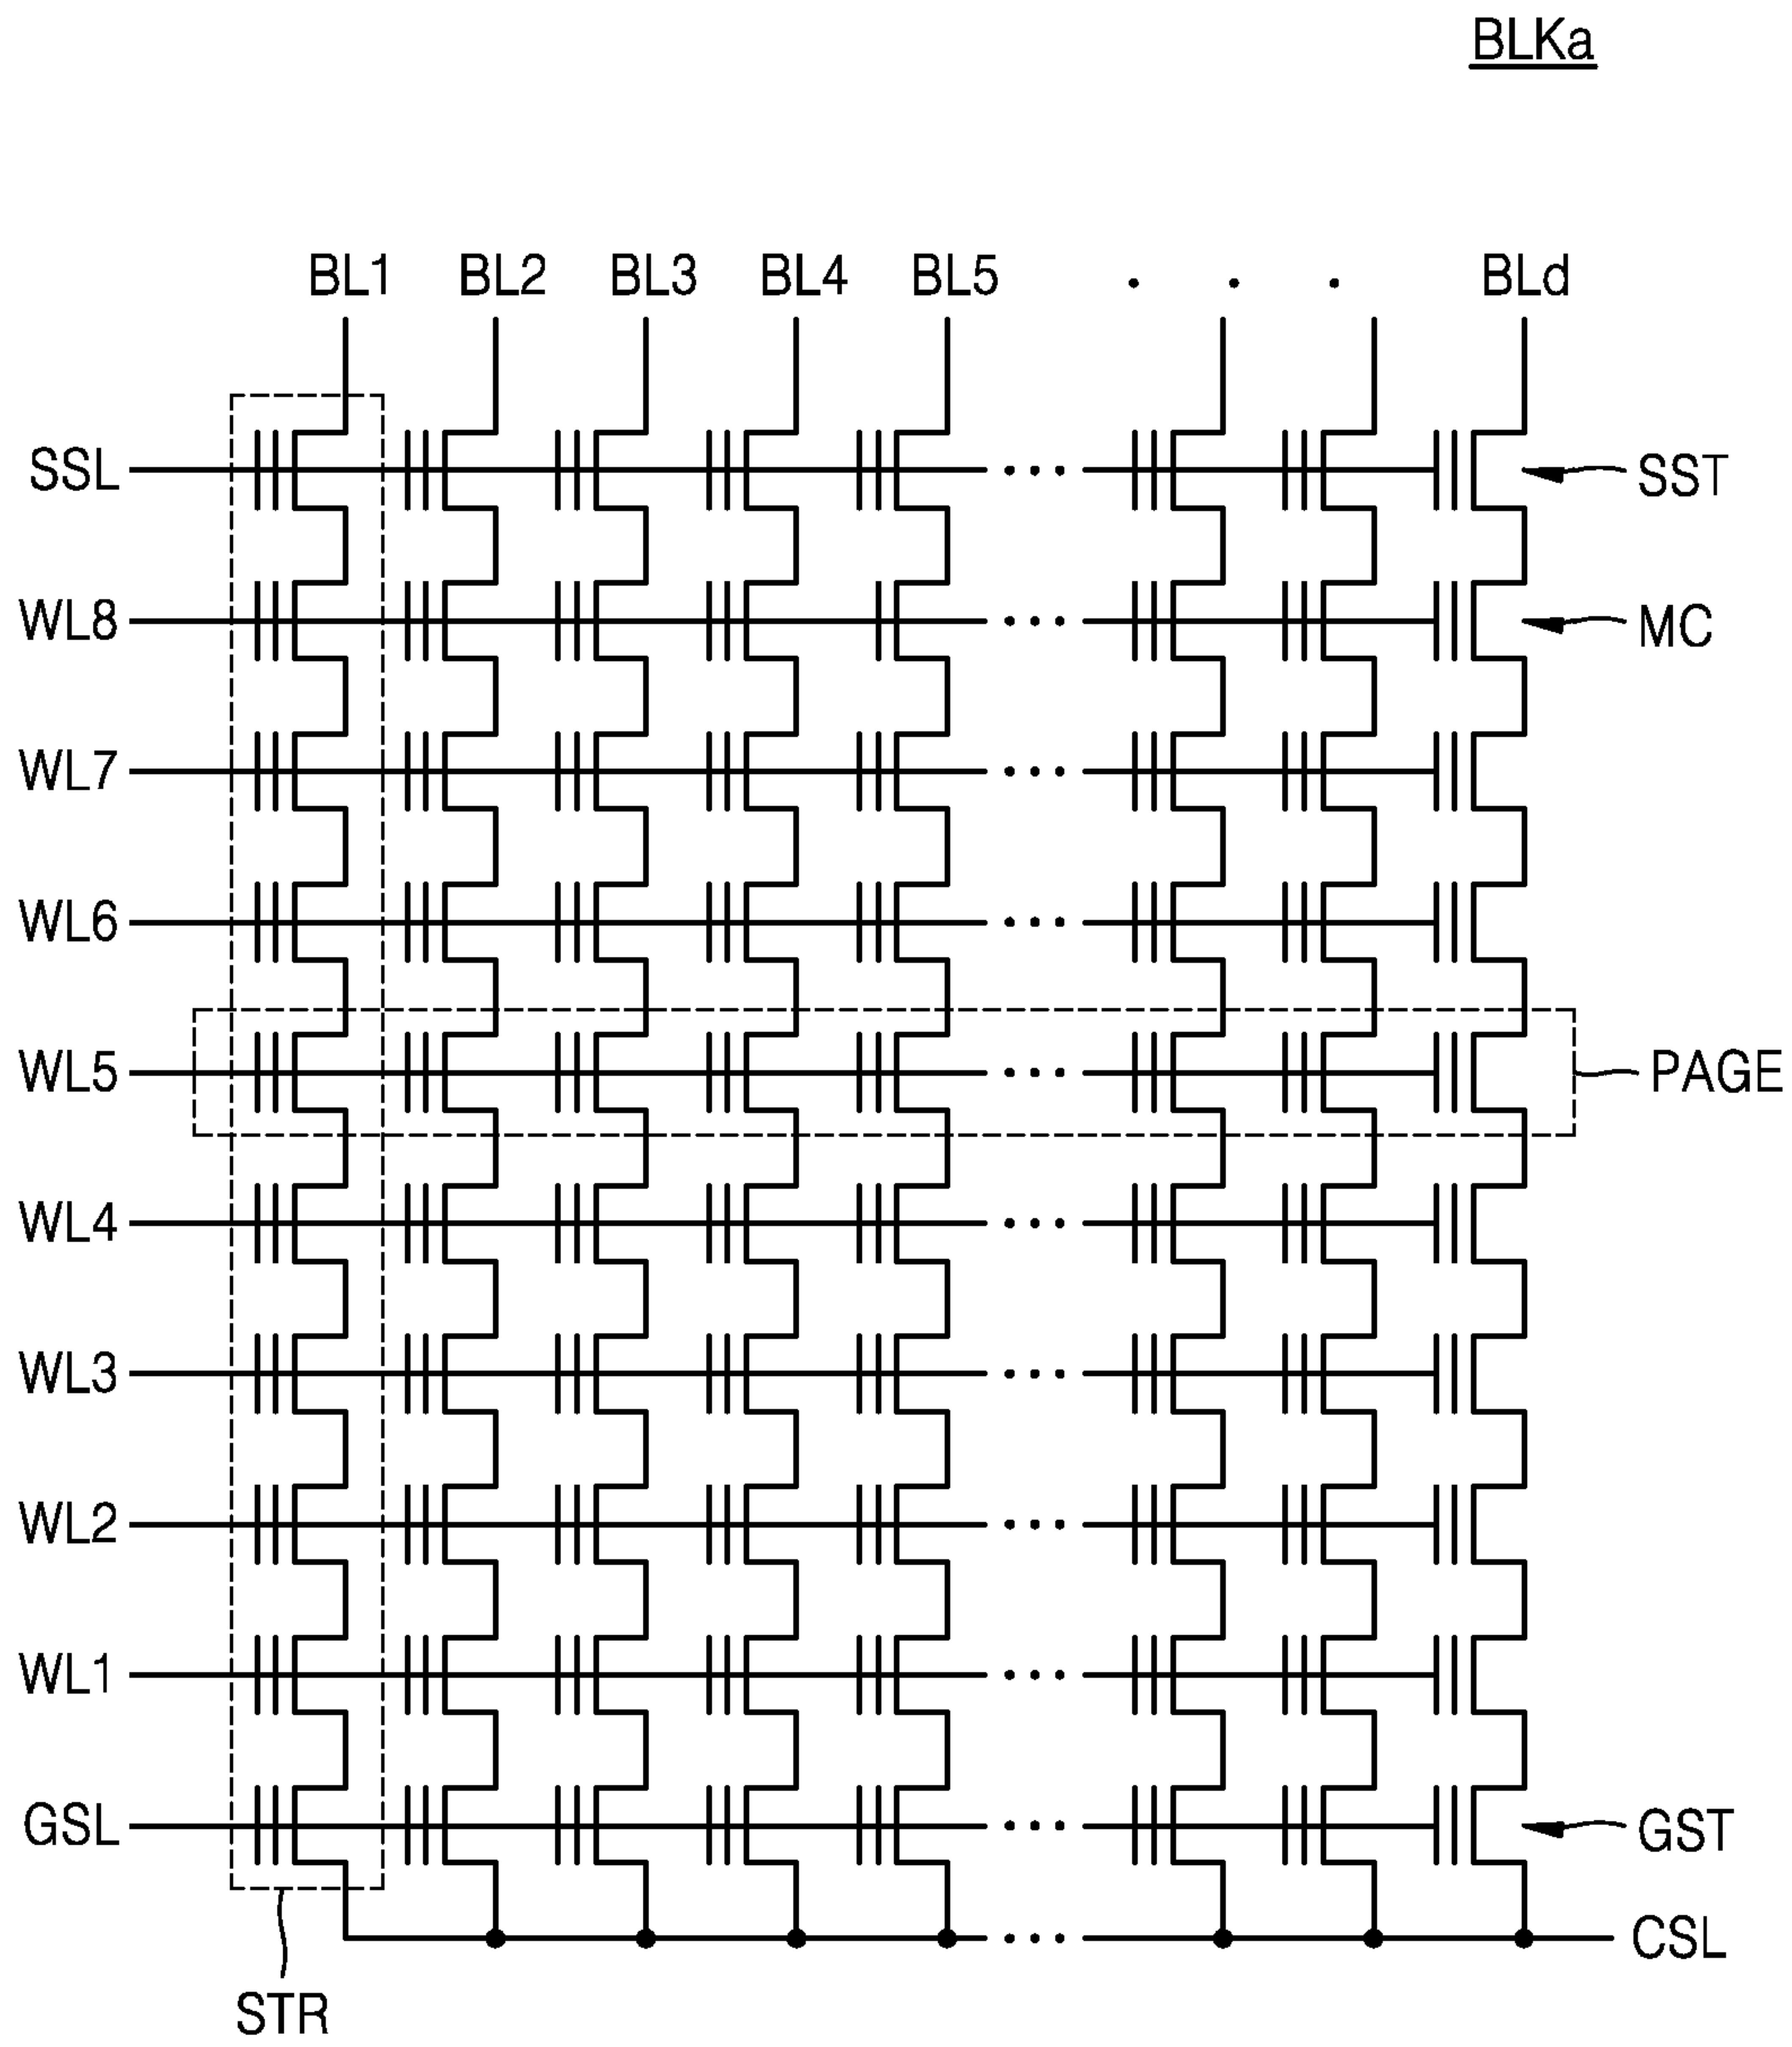 BLKa
BL1 BL2 BL3 BL4 BL5 . . . BLd
SSL ... SST
WL8 ... MC
WL7 ...
WL6 ...
WL5 ... PAGE
WL4 ...
WL3 ...
WL2 ...
WL1 ...
GSL ... GST
... CSL
STR